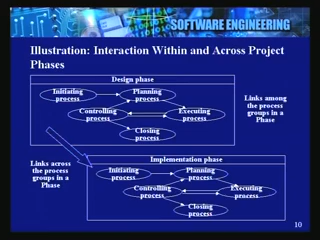 SOFTWARE ENGINEERING
Illustration: Interaction Within and Across Project
Phases
Design phase
Initiating
process
Planning
process
Controlling
process
Executing
process
Closing
process
Links among
the process
groups in a
Phase
Links across
the process
groups in a
Phase
Implementation phase
Initiating
process
Planning
process
Controlling
process
Executing
process
Closing
process
10